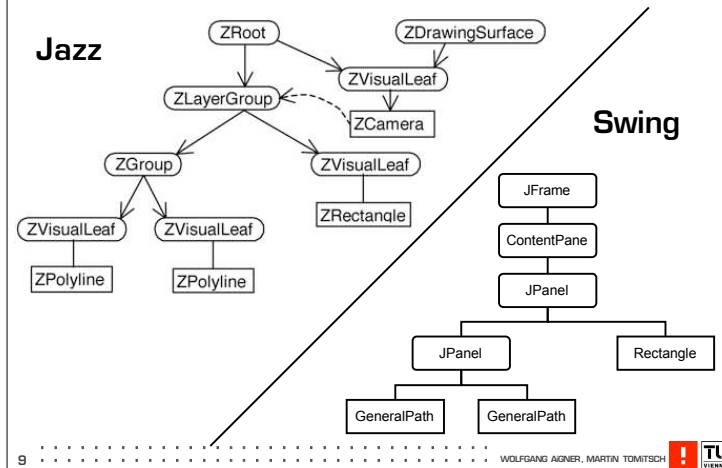 Jazz
ZRoot
ZDrawingSurface
ZVisualLeaf
ZLayerGroup
ZCamera
ZGroup
ZVisualLeaf
ZRectangle
ZVisualLeaf
ZVisualLeaf
ZPolyline
ZPolyline
Swing
JFrame
ContentPane
JPanel
JPanel
Rectangle
GeneralPath
GeneralPath
9
WOLFGANG AIGNER, MARTIN TOMITSCH
!